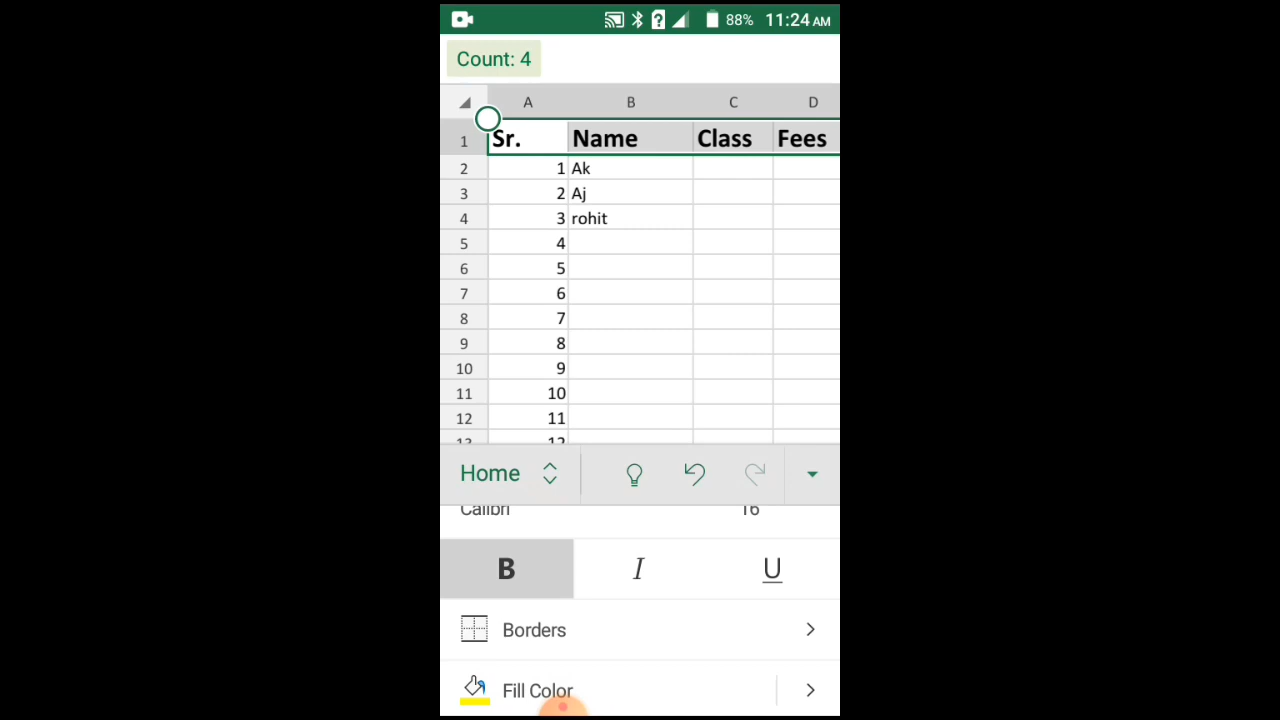 88% 11:24 AM
Count: 4
A B C D
1 Sr. Name Class Fees
2 1 Ak
3 2 Aj
4 3 rohit
5 4
6 5
7 6
8 7
9 8
10 9
11 10
12 11
13 12
Home
Calibri 16
B I U
Borders
Fill Color